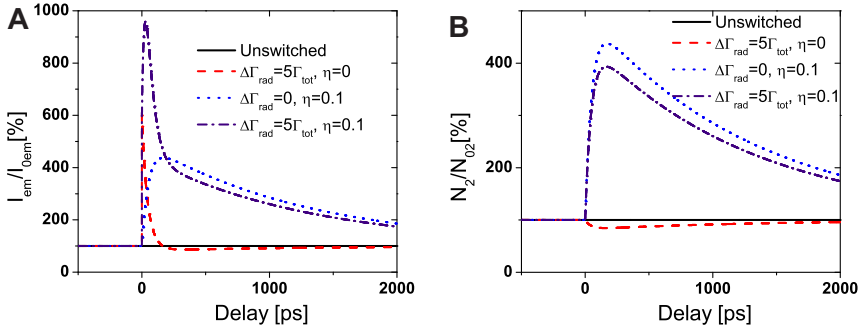 A
I_em/I_0em[%]
1000
800
600
400
200
0
Unswitched
ΔΓ_rad=5Γ_tot, η=0
ΔΓ_rad=0, η=0.1
ΔΓ_rad=5Γ_tot, η=0.1
0
1000
2000
Delay [ps]
B
N_2/N_02 [%]
400
200
0
Unswitched
ΔΓ_rad=5Γ_tot, η=0
ΔΓ_rad=0, η=0.1
ΔΓ_rad=5Γ_tot, η=0.1
0
1000
2000
Delay [ps]